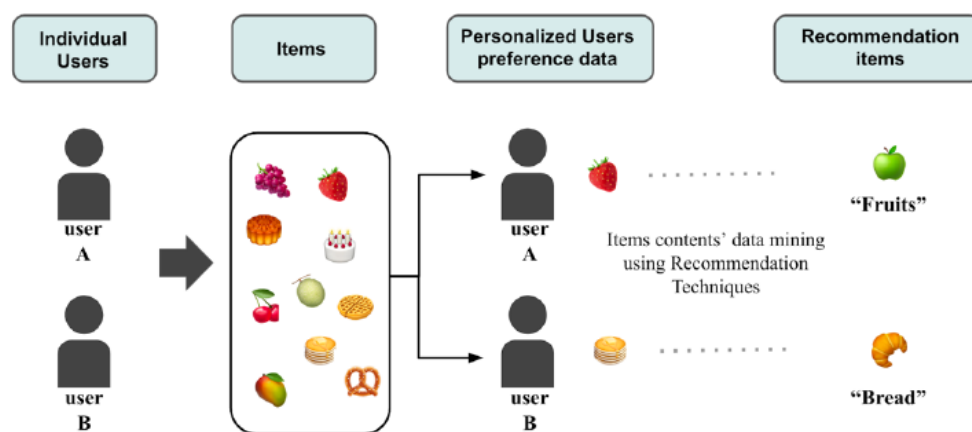 Individual
Users
Items
Personalized Users
preference data
Recommendation
items
user
A
user
A
“Fruits”
Items contents’ data mining
using Recommendation
Techniques
user
B
user
B
“Bread”